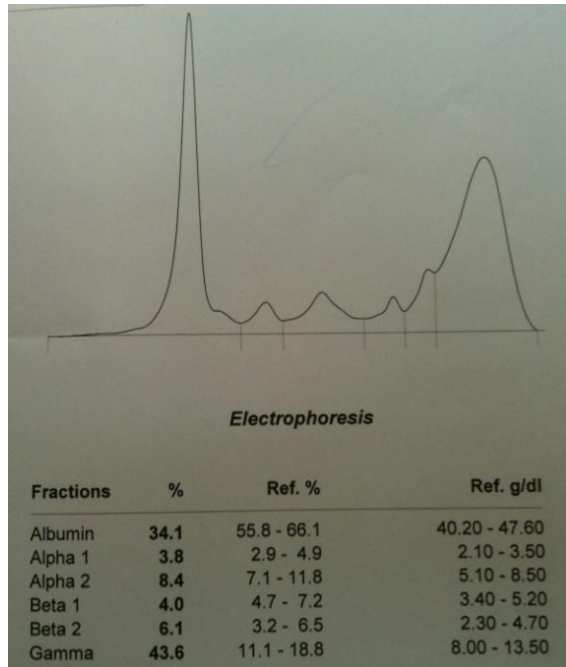 Electrophoresis
Fractions % Ref. % Ref. g/dl
Albumin 34.1 55.8 - 66.1 40.20 - 47.60
Alpha 1 3.8 2.9 - 4.9 2.10 - 3.50
Alpha 2 8.4 7.1 - 11.8 5.10 - 8.50
Beta 1 4.0 4.7 - 7.2 3.40 - 5.20
Beta 2 6.1 3.2 - 6.5 2.30 - 4.70
Gamma 43.6 11.1 - 18.8 8.00 - 13.50